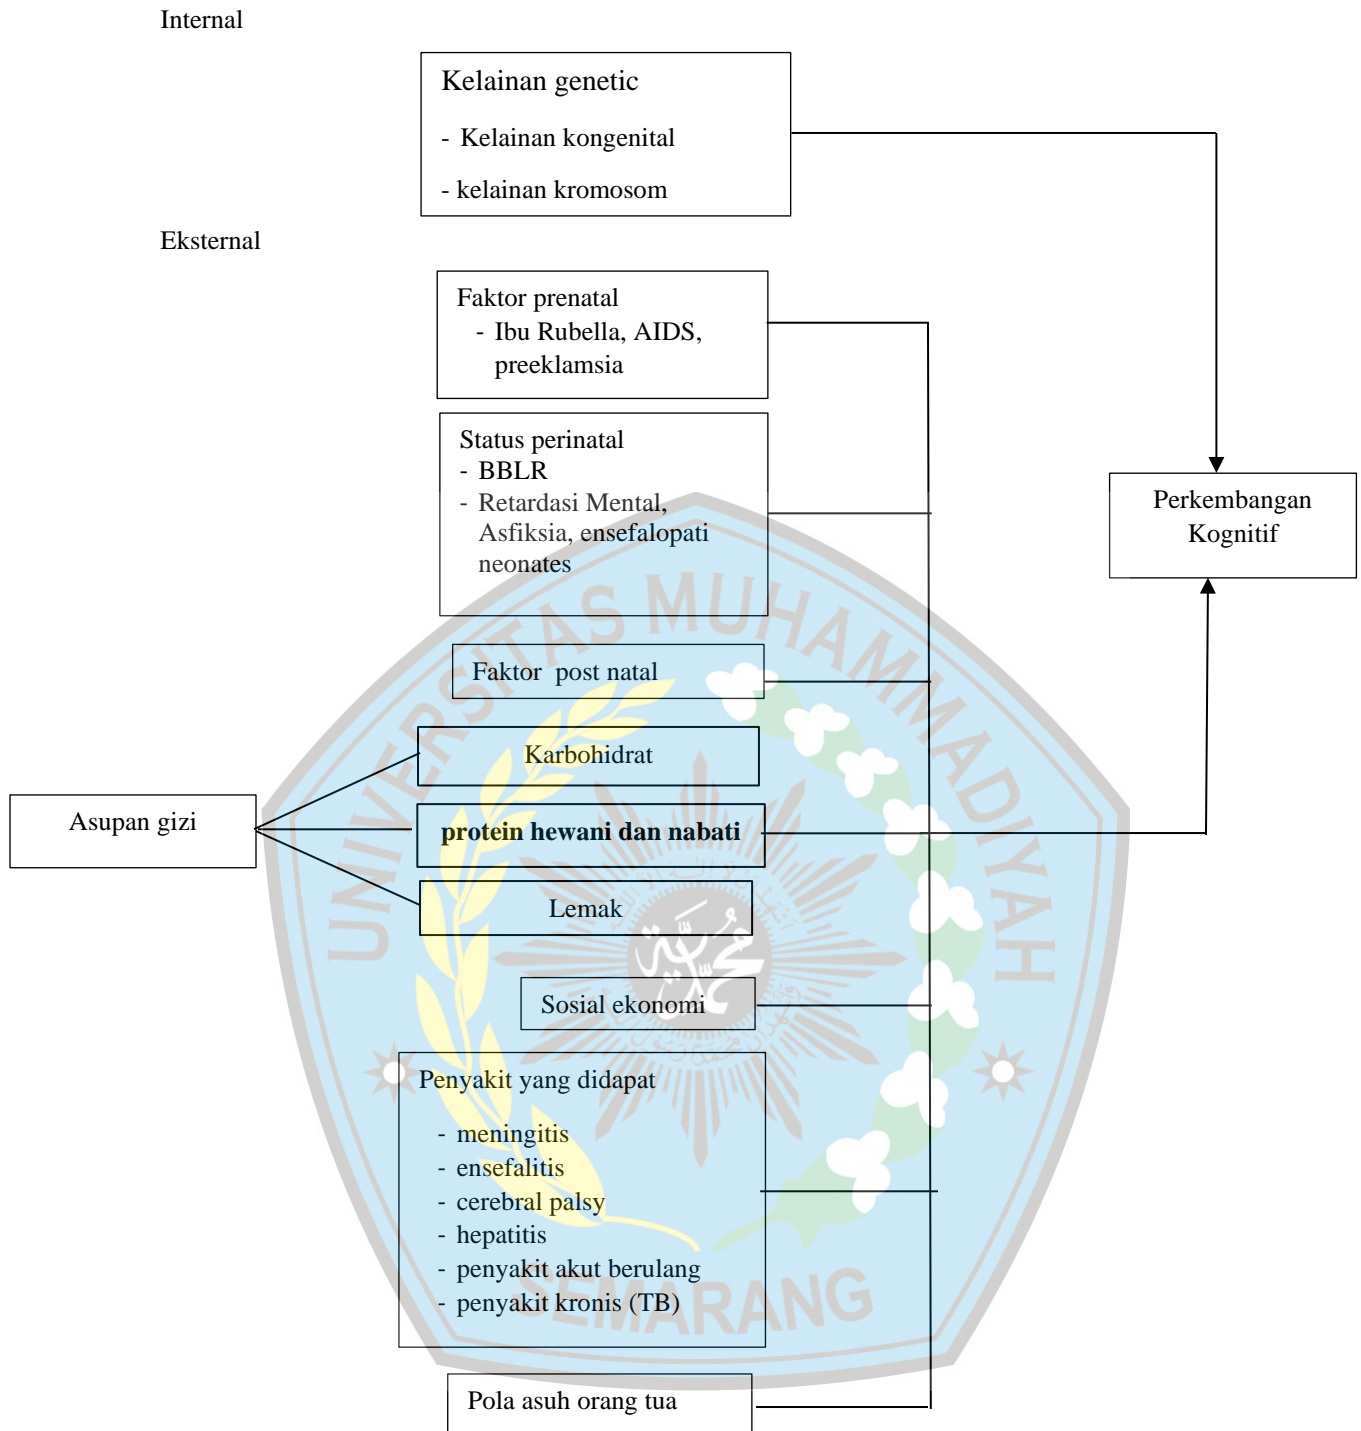 Internal
Kelainan genetic
- Kelainan kongenital
- kelainan kromosom
Eksternal
Faktor prenatal
- Ibu Rubella, AIDS,
preeklamsia
Status perinatal
- BBLR
- Retardasi Mental,
Asfiksia, ensefalopati
neonates
Perkembangan
Kognitif
Faktor post natal
Karbohidrat
Asupan gizi
protein hewani dan nabati
Lemak
Sosial ekonomi
Penyakit yang didapat
- meningitis
- ensefalitis
- cerebral palsy
- hepatitis
- penyakit akut berulang
- penyakit kronis (TB)
Pola asuh orang tua
UNIVERSITAS MUHAMMADIYAH
SEMARANG
محمدية